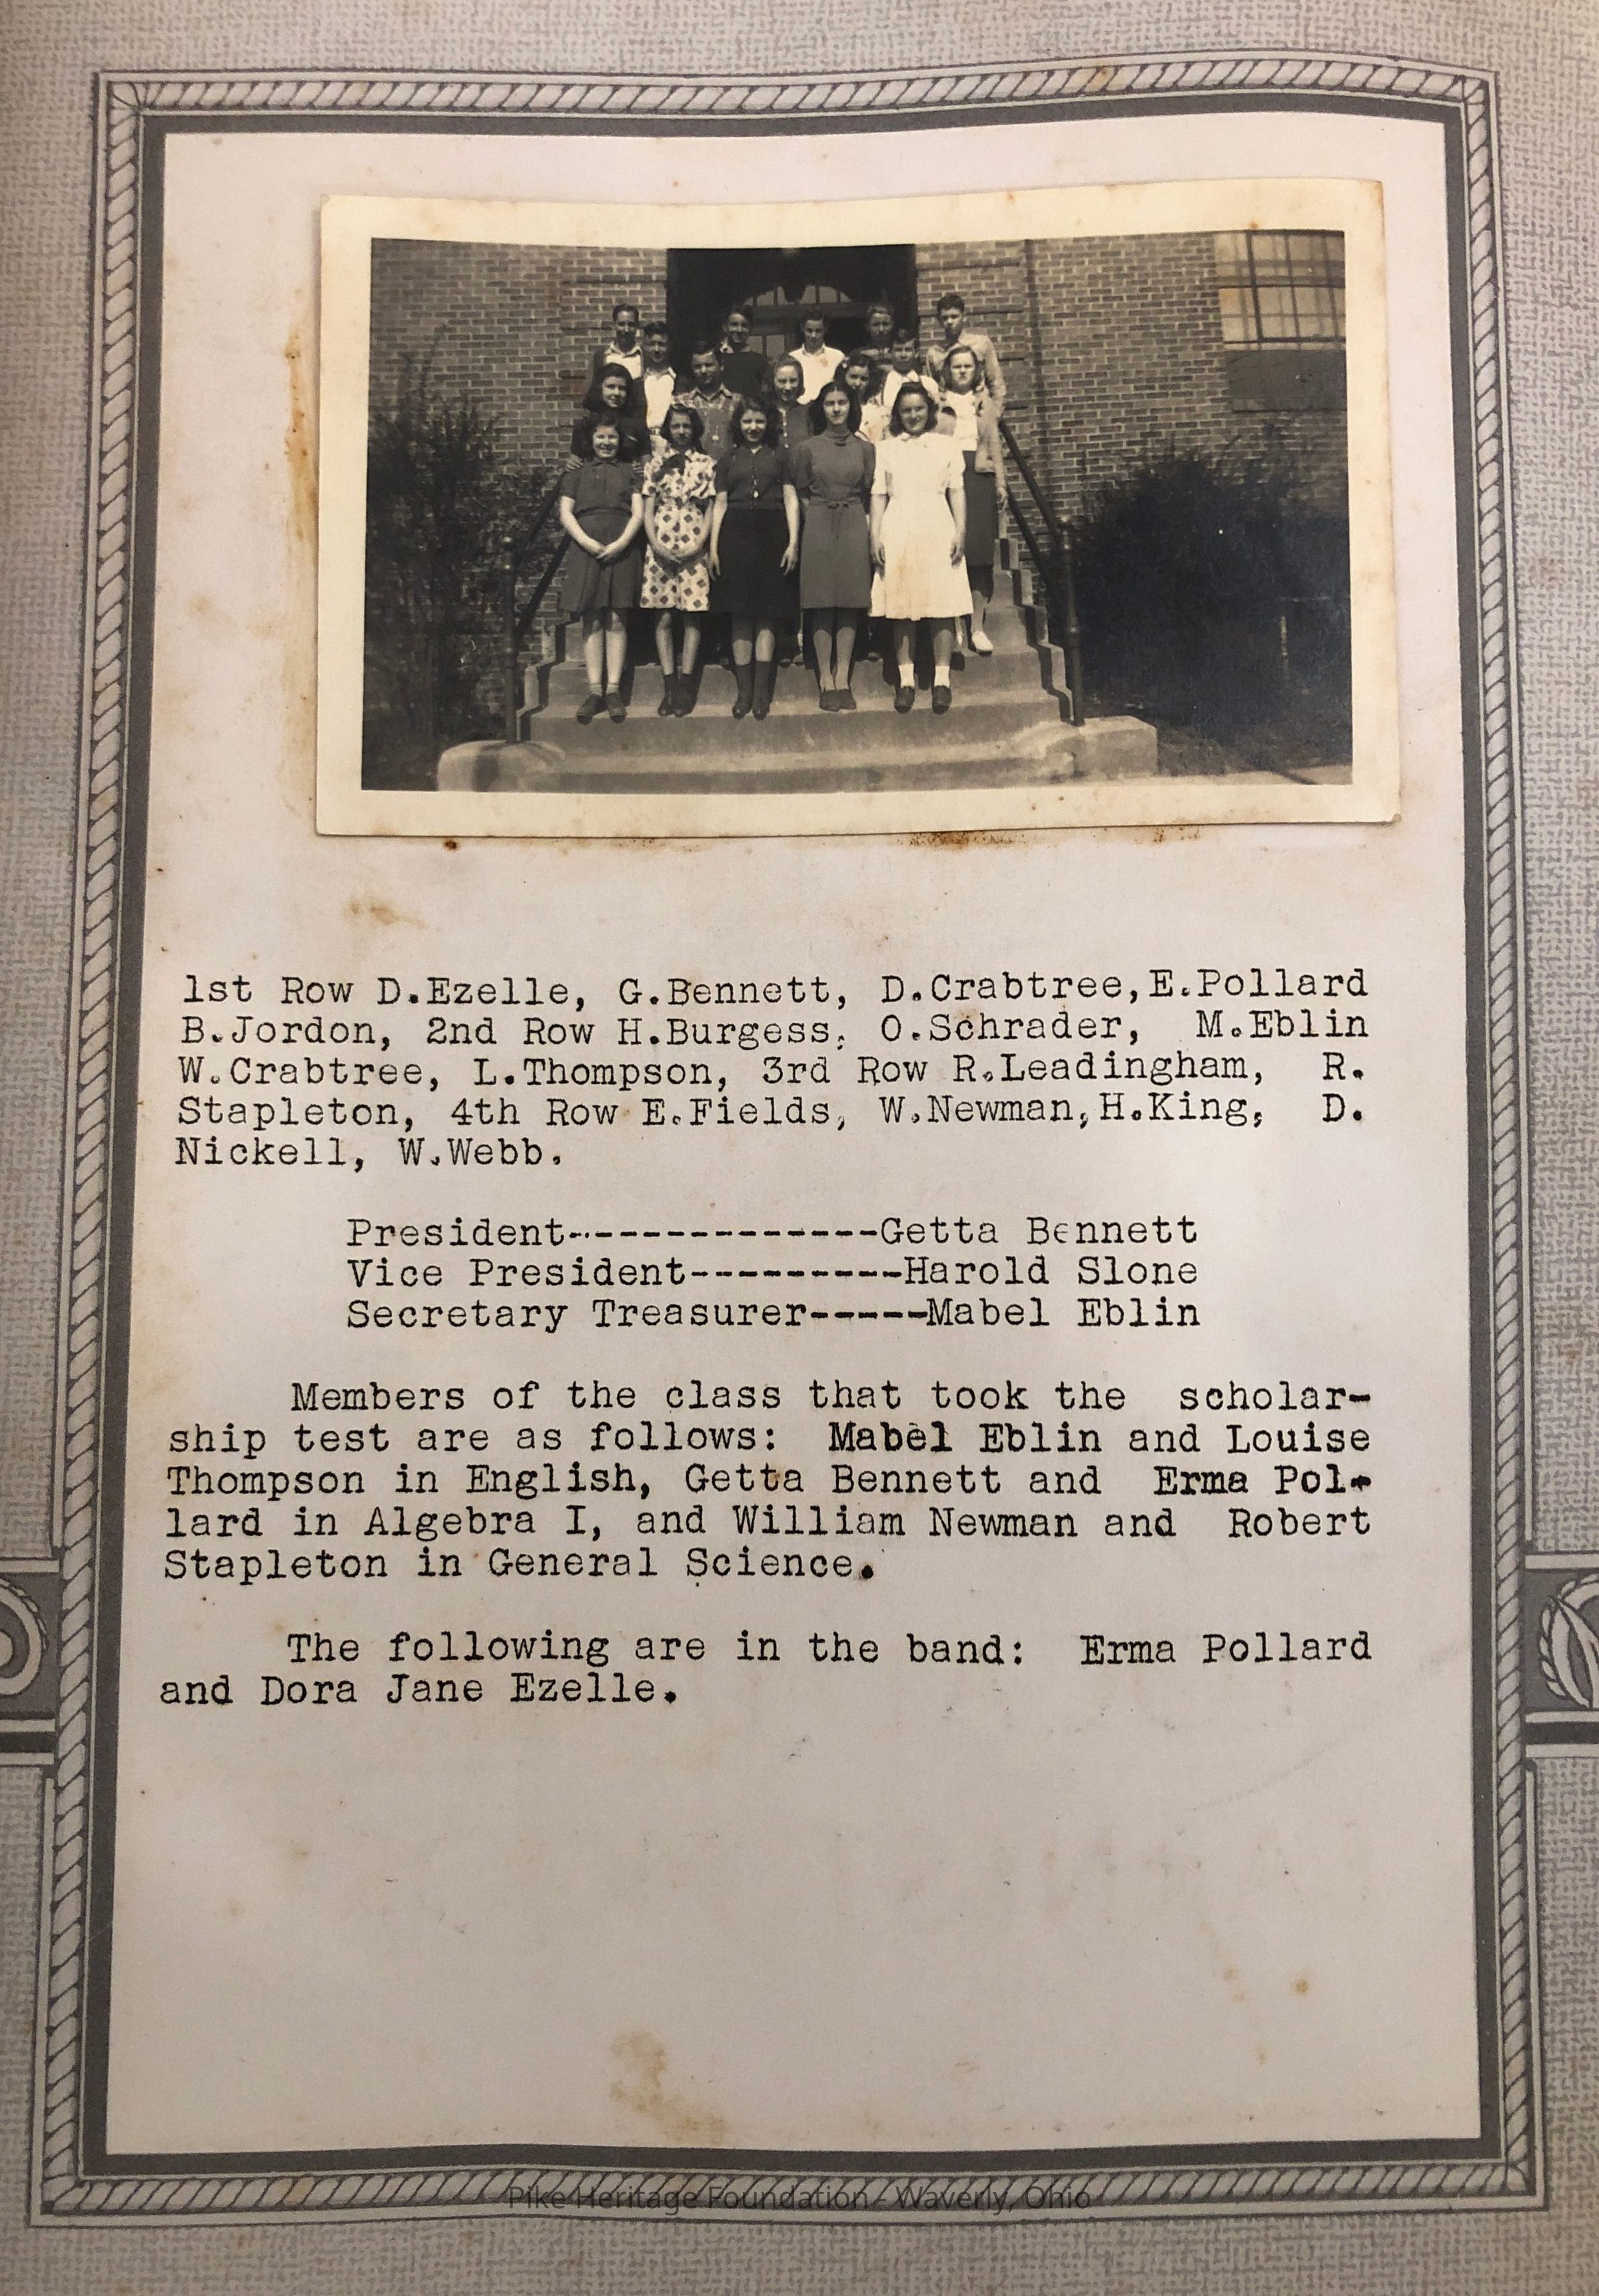 1st Row D.Ezelle, G.Bennett, D.Crabtree,E.Pollard
B.Jordon, 2nd Row H.Burgess, O.Schrader, M.Eblin
W.Crabtree, L.Thompson, 3rd Row R.Leadingham, R.
Stapleton, 4th Row E.Fields, W.Newman,H.King, D.
Nickell, W.Webb.
President--------------Getta Bennett
Vice President---------Harold Slone
Secretary Treasurer-----Mabel Eblin
Members of the class that took the scholar-
ship test are as follows: Mabel Eblin and Louise
Thompson in English, Getta Bennett and Erma Pol-
lard in Algebra I, and William Newman and Robert
Stapleton in General Science.
The following are in the band: Erma Pollard
and Dora Jane Ezelle.
Pike Heritage Foundation - Waverly, Ohio